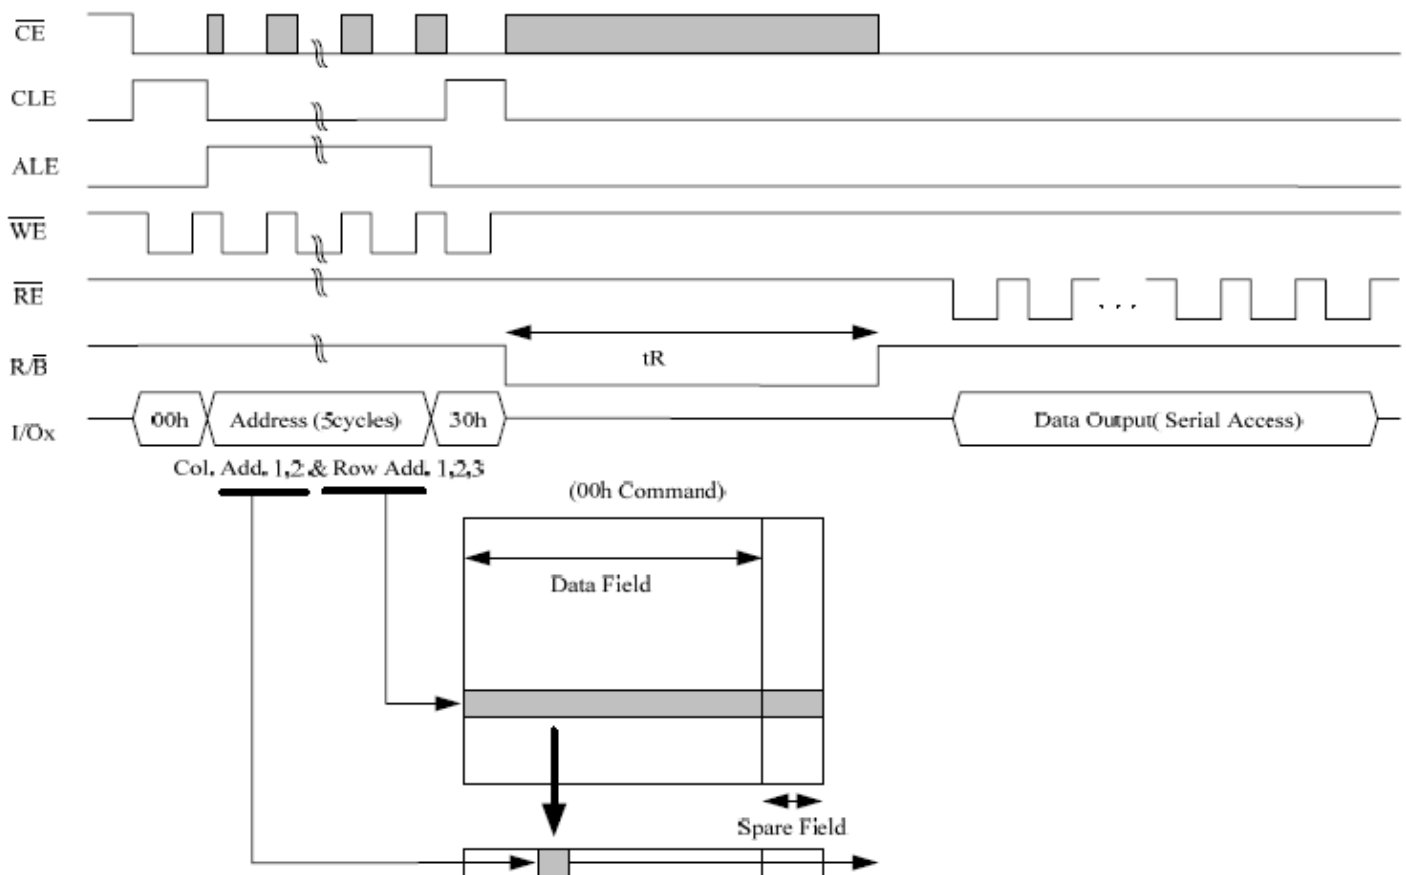 CE
CLE
ALE
WE
RE
R/B
tR
I/Ox
00h
Address (5cycles)
30h
Data Output( Serial Access)
Col. Add. 1,2 & Row Add. 1,2,3
(00h Command)
Data Field
. . .
Spare Field